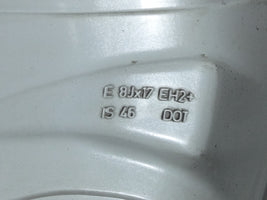 E 8Jx17 EH2+
IS 46 DOT